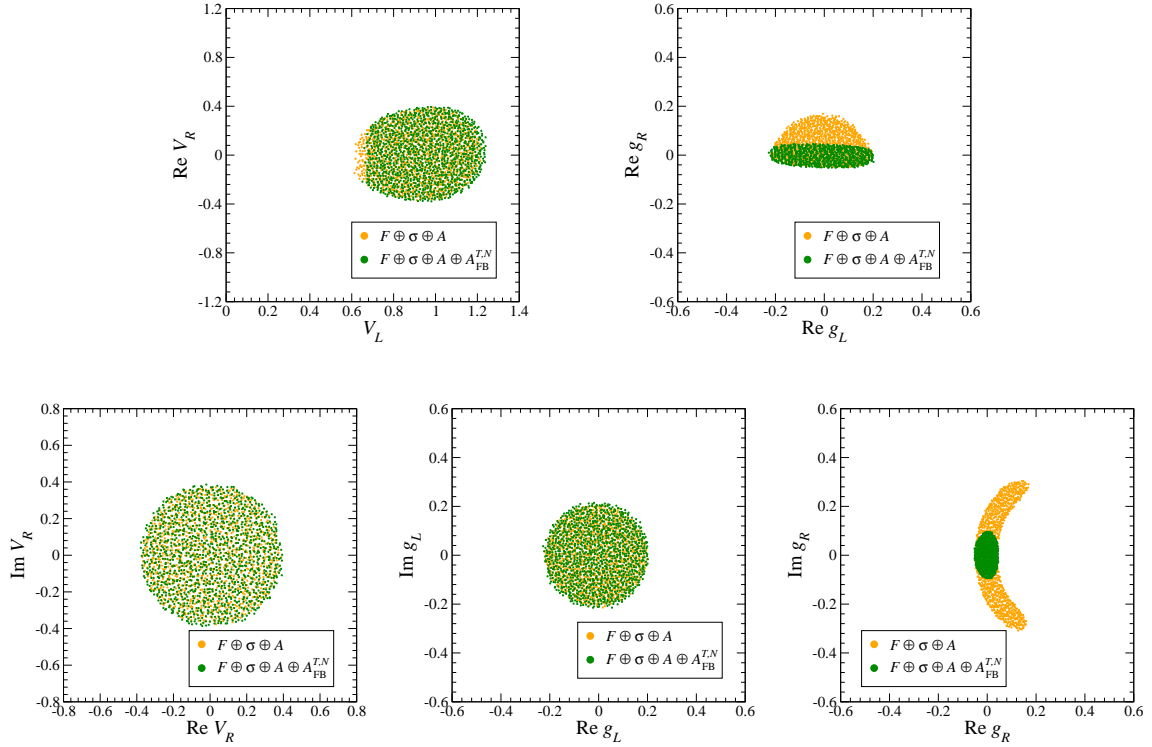 1.2
0.8
0.4
0
-0.4
-0.8
-1.2
Re V_R
0 0.2 0.4 0.6 0.8 1 1.2 1.4
V_L
F ⊕ σ ⊕ A
F ⊕ σ ⊕ A ⊕ A_FB^T,N
0.6
0.4
0.2
0
-0.2
-0.4
-0.6
Re g_R
-0.6 -0.4 -0.2 0 0.2 0.4 0.6
Re g_L
F ⊕ σ ⊕ A
F ⊕ σ ⊕ A ⊕ A_FB^T,N
0.8
0.6
0.4
0.2
0
-0.2
-0.4
-0.6
-0.8
Im V_R
-0.8 -0.6 -0.4 -0.2 0 0.2 0.4 0.6 0.8
Re V_R
F ⊕ σ ⊕ A
F ⊕ σ ⊕ A ⊕ A_FB^T,N
0.6
0.4
0.2
0
-0.2
-0.4
-0.6
Im g_L
-0.6 -0.4 -0.2 0 0.2 0.4 0.6
Re g_L
F ⊕ σ ⊕ A
F ⊕ σ ⊕ A ⊕ A_FB^T,N
0.6
0.4
0.2
0
-0.2
-0.4
-0.6
Im g_R
-0.6 -0.4 -0.2 0 0.2 0.4 0.6
Re g_R
F ⊕ σ ⊕ A
F ⊕ σ ⊕ A ⊕ A_FB^T,N